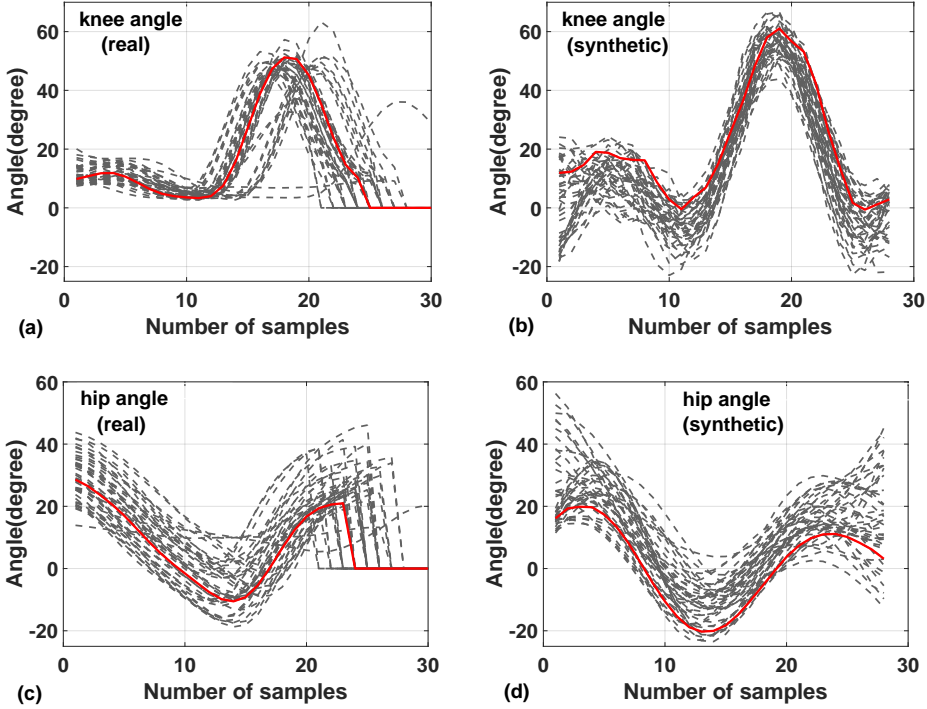 knee angle
(real)
Angle(degree)
60
40
20
0
-20
0
10
20
30
Number of samples
(a)
knee angle
(synthetic)
Angle(degree)
60
40
20
0
-20
0
10
20
30
Number of samples
(b)
hip angle
(real)
Angle(degree)
60
40
20
0
-20
0
10
20
30
Number of samples
(c)
hip angle
(synthetic)
Angle(degree)
60
40
20
0
-20
0
10
20
30
Number of samples
(d)